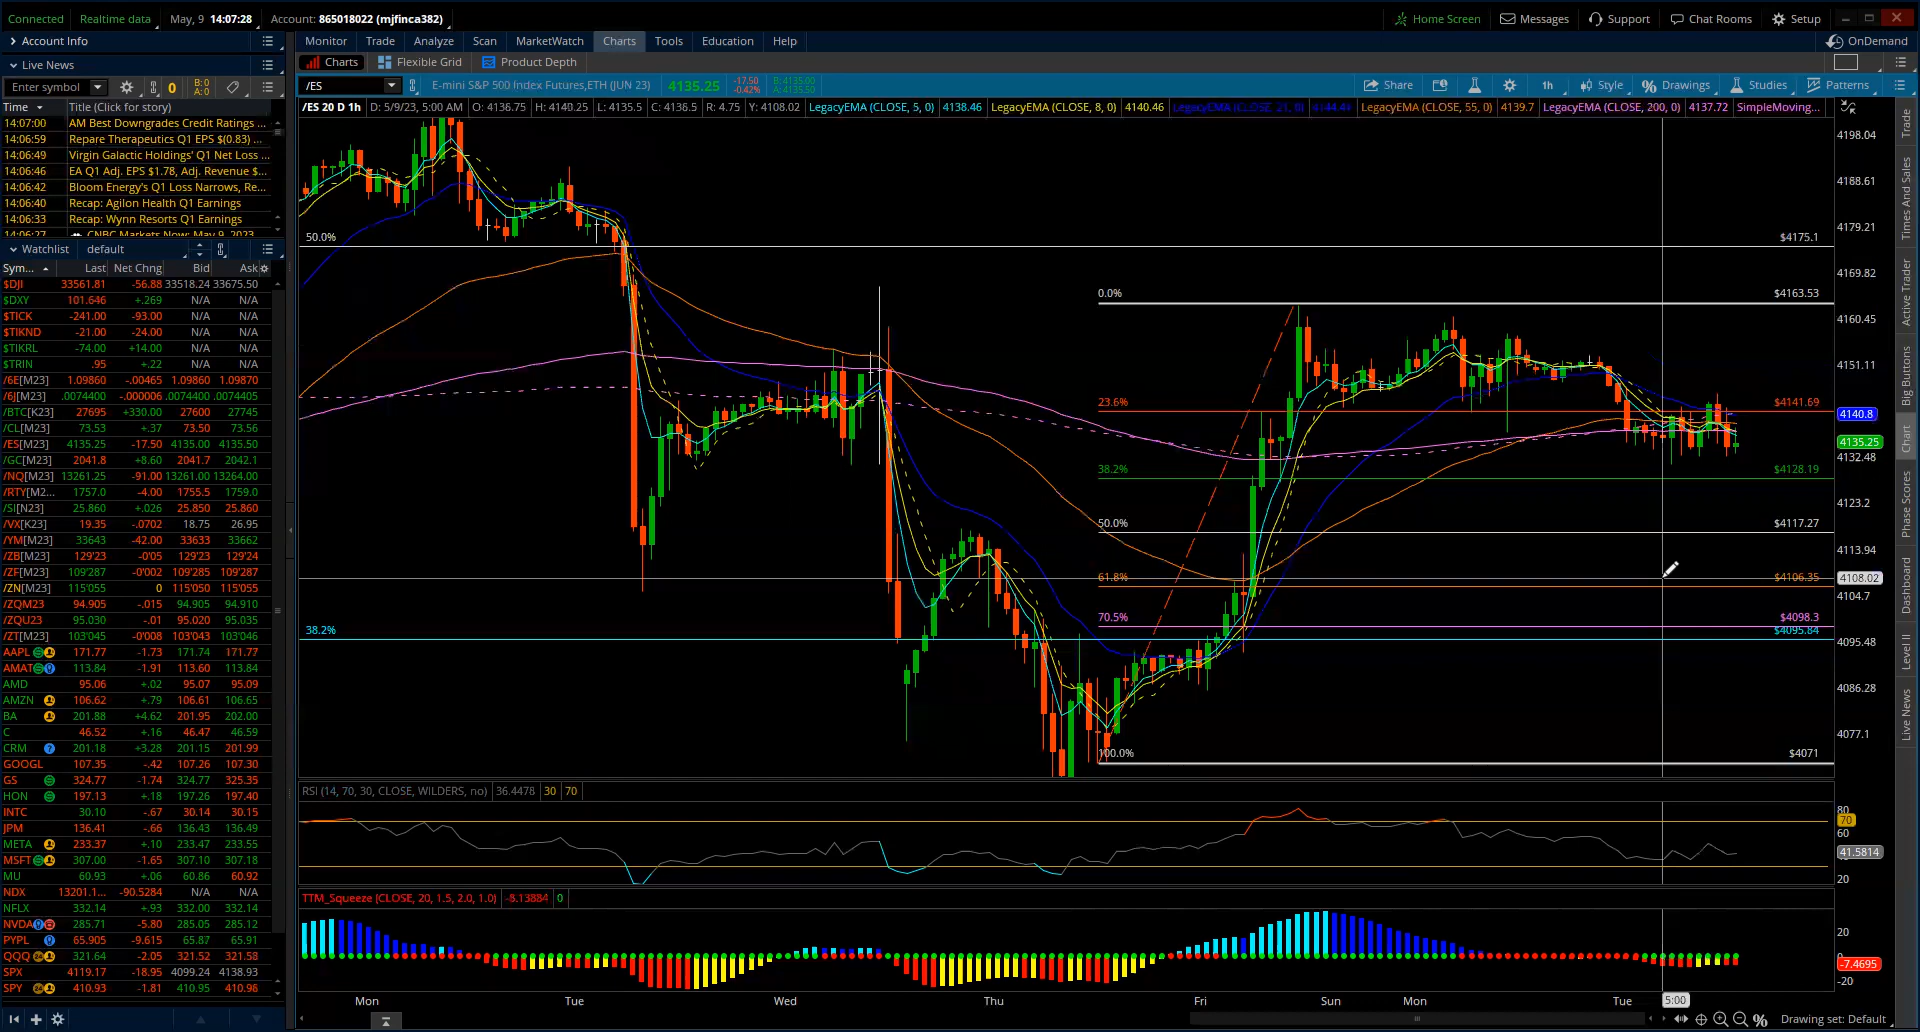 Connected Realtime data May, 9 14:07:28 Account: 865018022 (mjfinca382) Home Screen Messages Support Chat Rooms Setup
Account Info Monitor Trade Analyze Scan MarketWatch Charts Tools Education Help OnDemand
Live News Charts Flexible Grid Product Depth
Enter symbol 0 B: 0 A: 0 /ES E-mini S&P 500 Index Futures,ETH (JUN 23) 4135.25 -17.50 -0.42% B: 4135.00 A: 4135.50 Share 1h Style Drawings Studies Patterns
Time Title (Click for story)
/ES 20 D 1h D: 5/9/23, 5:00 AM O: 4136.75 H: 4140.25 L: 4135.5 C: 4136.5 R: 4.75 Y: 4108.02 LegacyEMA (CLOSE, 5, 0) 4138.46 LegacyEMA (CLOSE, 8, 0) 4140.46 LegacyEMA (CLOSE, 21, 0) LegacyEMA (CLOSE, 55, 0) 4139.7 LegacyEMA (CLOSE, 200, 0) 4137.72 SimpleMoving...
14:07:00 AM Best Downgrades Credit Ratings ...
14:06:59 Repare Therapeutics Q1 EPS $(0.83) ...
14:06:49 Virgin Galactic Holdings' Q1 Net Loss ...
14:06:46 EA Q1 Adj. EPS $1.78, Adj. Revenue $...
14:06:42 Bloom Energy's Q1 Loss Narrows, Re...
14:06:40 Recap: Agilon Health Q1 Earnings
14:06:33 Recap: Wynn Resorts Q1 Earnings
14:06:27 CNBC Markets Now: May 9, 2023
Watchlist default
Sym... Last Net Chng Bid Ask
$DJI 33561.81 -56.88 33518.24 33675.50
$DXY 101.646 +.269 N/A N/A
$TICK -241.00 -93.00 N/A N/A
$TIKND -21.00 -24.00 N/A N/A
$TIKRL -74.00 +14.00 N/A N/A
$TRIN .95 +.22 N/A N/A
/6E[M23] 1.09860 -.00465 1.09860 1.09870
/6J[M23] .0074400 -.000006 .0074400 .0074405
/BTC[K23] 27695 +330.00 27600 27745
/CL[M23] 73.53 +.37 73.50 73.56
/ES[M23] 4135.25 -17.50 4135.00 4135.50
/GC[M23] 2041.8 +8.60 2041.7 2042.1
/NQ[M23] 13261.25 -91.00 13261.00 13264.00
/RTY[M2... 1757.0 -4.00 1755.5 1759.0
/SI[N23] 25.860 +.026 25.850 25.860
/VX[K23] 19.35 -.0702 18.75 26.95
/YM[M23] 33643 -42.00 33633 33662
/ZB[M23] 129'23 -0'05 129'23 129'24
/ZF[M23] 109'287 -0'002 109'285 109'287
/ZN[M23] 115'055 0 115'050 115'055
/ZQM23 94.905 -.015 94.905 94.910
/ZQU23 95.030 -.01 95.020 95.035
/ZT[M23] 103'045 -0'008 103'043 103'046
AAPL 171.77 -1.73 171.74 171.77
AMAT 113.84 -1.91 113.60 113.84
AMD 95.06 +.02 95.07 95.09
AMZN 106.62 +.79 106.61 106.65
BA 201.88 +4.62 201.95 202.00
C 46.52 +.16 46.47 46.59
CRM 201.18 +3.28 201.15 201.99
GOOGL 107.35 -.42 107.26 107.30
GS 324.77 -1.74 324.77 325.35
HON 197.13 +.18 197.26 197.40
INTC 30.10 -.67 30.14 30.15
JPM 136.41 -.66 136.43 136.49
META 233.37 +.10 233.47 233.55
MSFT 307.00 -1.65 307.10 307.18
MU 60.93 +.06 60.86 60.92
NDX 13201.1... -90.5284 N/A N/A
NFLX 332.14 +.93 332.00 332.14
NVDA 285.71 -5.80 285.05 285.12
PYPL 65.905 -9.615 65.87 65.91
QQQ 321.64 -2.05 321.52 321.58
SPX 4119.17 -18.95 4099.24 4138.93
SPY 410.93 -1.81 410.95 410.96
50.0% $4175.1
0.0% $4163.53
23.6% $4141.69
38.2% $4128.19
50.0% $4117.27
61.8% $4106.35
70.5% $4098.3
38.2% $4095.84
100.0% $4071
4198.04
4188.61
4179.21
4169.82
4160.45
4151.11
4140.8
4135.25
4132.48
4123.2
4113.94
4108.02
4104.7
4095.48
4086.28
4077.1
RSI (14, 70, 30, CLOSE, WILDERS, no) 36.4478 30 70
80
70
60
41.5814
20
TTM_Squeeze (CLOSE, 20, 1.5, 2.0, 1.0) -8.13884 0
20
0
-7.4695
-20
Mon Tue Wed Thu Fri Sun Mon Tue 5:00
Drawing set: Default
Trade
Times And Sales
Active Trader
Big Buttons
Chart
Phase Scores
Dashboard
Level II
Live News